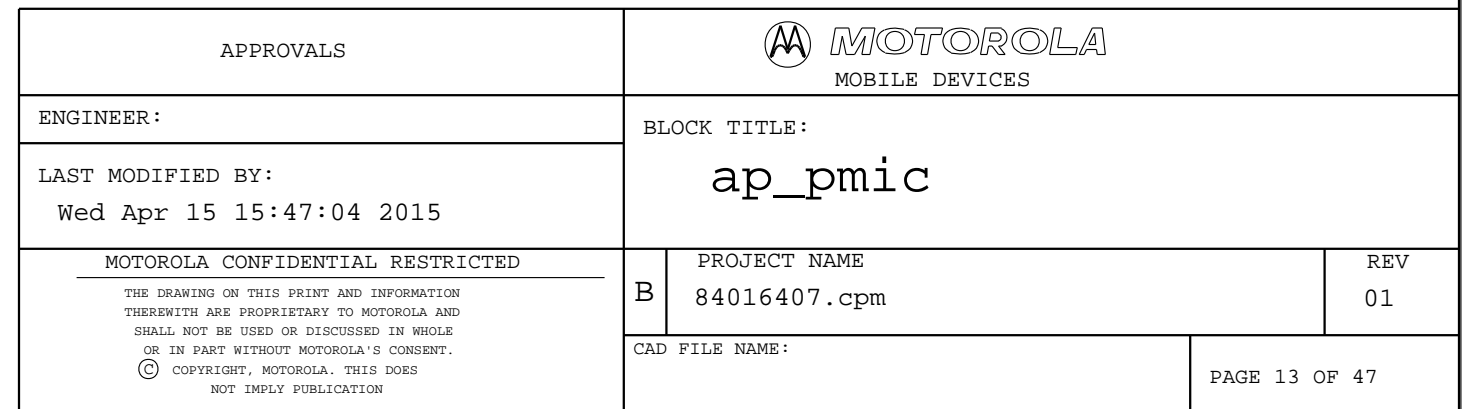 APPROVALS
MOTOROLA
MOBILE DEVICES
ENGINEER:
BLOCK TITLE:
ap_pmic
LAST MODIFIED BY:
Wed Apr 15 15:47:04 2015
MOTOROLA CONFIDENTIAL RESTRICTED
THE DRAWING ON THIS PRINT AND INFORMATION
THEREWITH ARE PROPRIETARY TO MOTOROLA AND
SHALL NOT BE USED OR DISCUSSED IN WHOLE
OR IN PART WITHOUT MOTOROLA'S CONSENT.
© COPYRIGHT, MOTOROLA. THIS DOES
NOT IMPLY PUBLICATION
B
PROJECT NAME
84016407.cpm
REV
01
CAD FILE NAME:
PAGE 13 OF 47